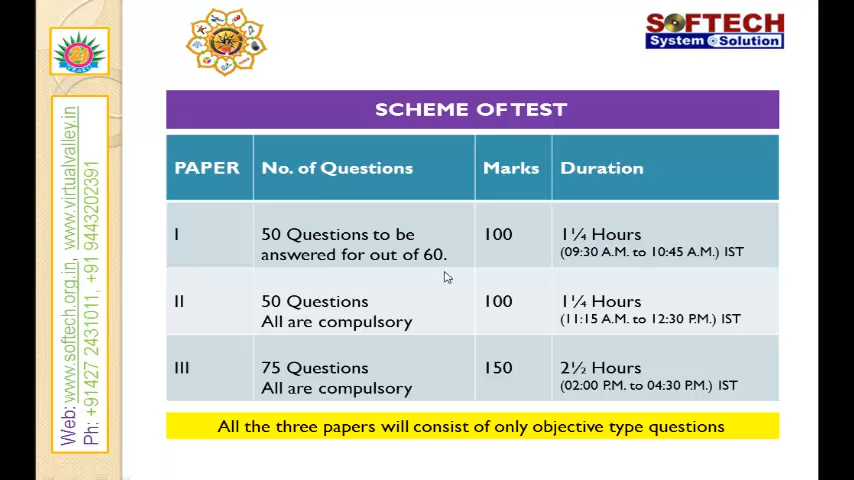 SOFTECH
System Solution
Web: www.softech.org.in, www.virtualvalley.in
Ph: +91427 2431011, +91 9443202391
SCHEME OF TEST
PAPER No. of Questions Marks Duration
I 50 Questions to be answered for out of 60. 100 1¼ Hours (09:30 A.M. to 10:45 A.M.) IST
II 50 Questions All are compulsory 100 1¼ Hours (11:15 A.M. to 12:30 P.M.) IST
III 75 Questions All are compulsory 150 2½ Hours (02:00 P.M. to 04:30 P.M.) IST
All the three papers will consist of only objective type questions